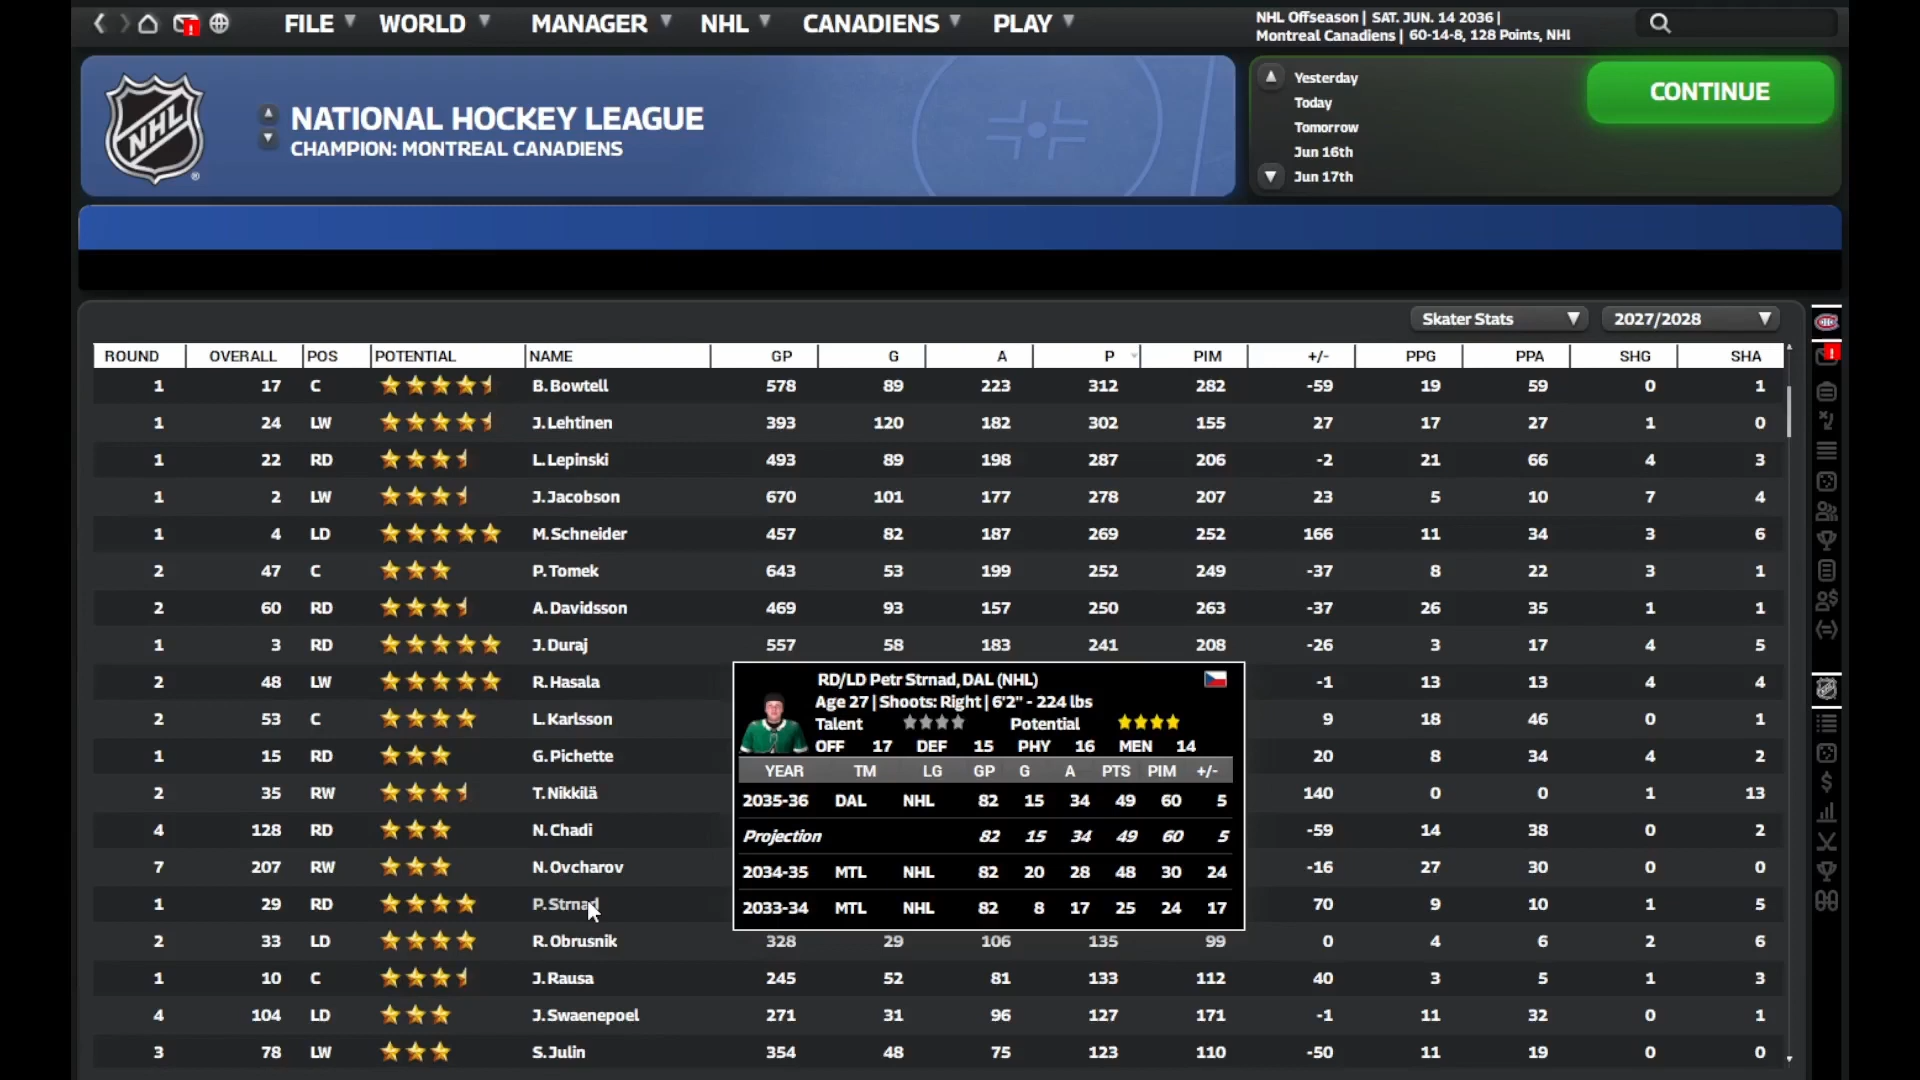 FILE WORLD MANAGER NHL CANADIENS PLAY
NHL Offseason | SAT. JUN. 14 2036 |
Montreal Canadiens | 60-14-8, 128 Points, NHL
NHL
NATIONAL HOCKEY LEAGUE
CHAMPION: MONTREAL CANADIENS
Yesterday
Today
Tomorrow
Jun 16th
Jun 17th
CONTINUE
Skater Stats 2027/2028
ROUND OVERALL POS POTENTIAL NAME GP G A P PIM +/- PPG PPA SHG SHA
1 17 C B. Bowtell 578 89 223 312 282 -59 19 59 0 1
1 24 LW J. Lehtinen 393 120 182 302 155 27 17 27 1 0
1 22 RD L. Lepinski 493 89 198 287 206 -2 21 66 4 3
1 2 LW J. Jacobson 670 101 177 278 207 23 5 10 7 4
1 4 LD M. Schneider 457 82 187 269 252 166 11 34 3 6
2 47 C P. Tomek 643 53 199 252 249 -37 8 22 3 1
2 60 RD A. Davidsson 469 93 157 250 263 -37 26 35 1 1
1 3 RD J. Duraj 557 58 183 241 208 -26 3 17 4 5
2 48 LW R. Hasala -1 13 13 4 4
2 53 C L. Karlsson 9 18 46 0 1
1 15 RD G. Pichette 20 8 34 4 2
2 35 RW T. Nikkilä 140 0 0 1 13
4 128 RD N. Chadi -59 14 38 0 2
7 207 RW N. Ovcharov -16 27 30 0 0
1 29 RD P. Strnad 70 9 10 1 5
2 33 LD R. Obrusnik 328 29 106 135 99 0 4 6 2 6
1 10 C J. Rausa 245 52 81 133 112 40 3 5 1 3
4 104 LD J. Swaenepoel 271 31 96 127 171 -1 11 32 0 1
3 78 LW S. Julin 354 48 75 123 110 -50 11 19 0 0
RD/LD Petr Strnad, DAL (NHL)
Age 27 | Shoots: Right | 6'2" - 224 lbs
Talent Potential
OFF 17 DEF 15 PHY 16 MEN 14
YEAR TM LG GP G A PTS PIM +/-
2035-36 DAL NHL 82 15 34 49 60 5
Projection 82 15 34 49 60 5
2034-35 MTL NHL 82 20 28 48 30 24
2033-34 MTL NHL 82 8 17 25 24 17